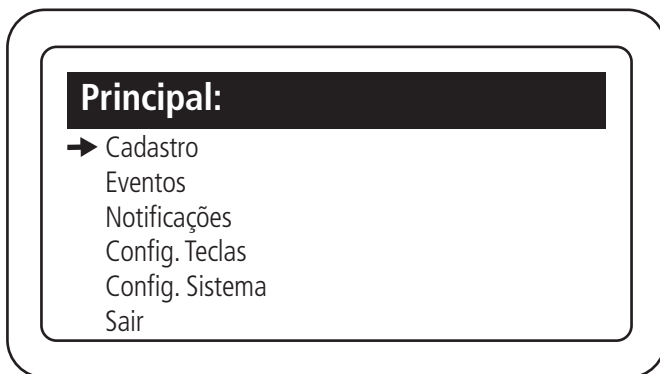 Principal:
Cadastro
Eventos
Notificações
Config. Teclas
Config. Sistema
Sair